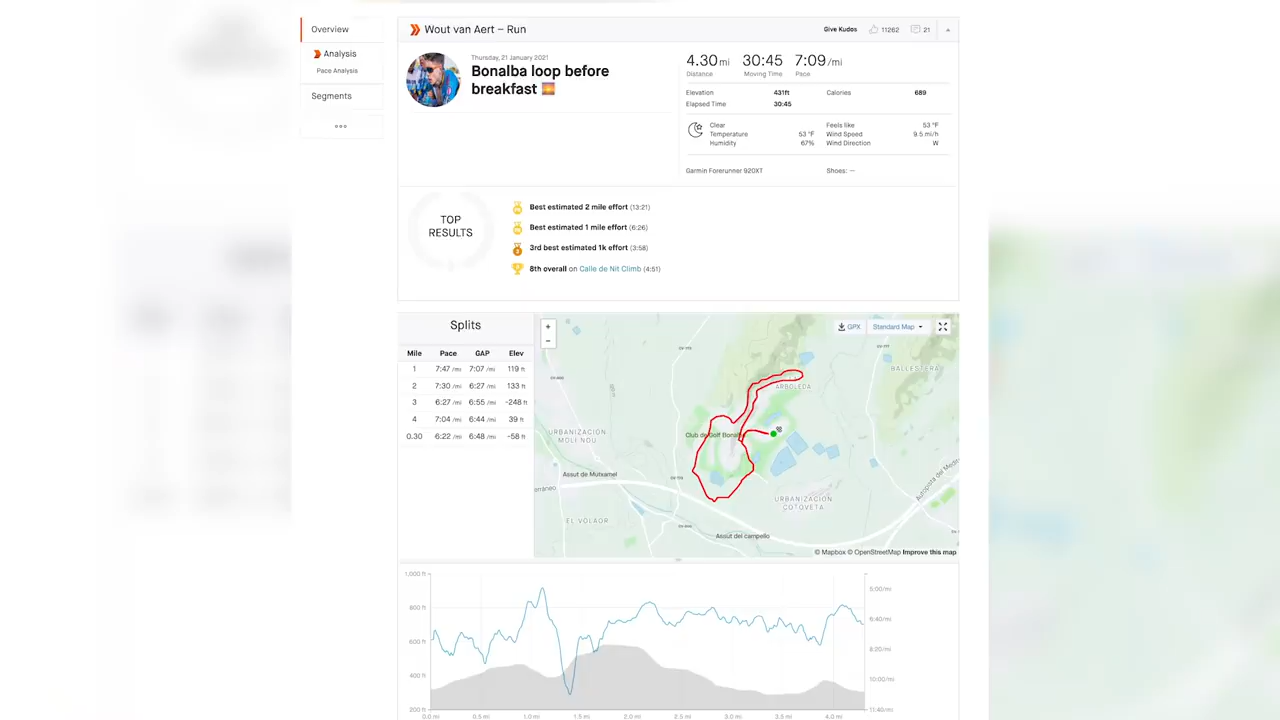 Overview
Analysis
Pace Analysis
Segments
Wout van Aert – Run
Give Kudos 11262 21
Thursday, 21 January 2021
Bonalba loop before
breakfast
4.30 mi 30:45 7:09 /mi
Distance Moving Time Pace
Elevation 431ft Calories 689
Elapsed Time 30:45
Clear Feels like 53 °F
Temperature 53 °F Wind Speed 9.5 mi/h
Humidity 67% Wind Direction W
Garmin Forerunner 920XT Shoes: —
TOP
RESULTS
Best estimated 2 mile effort (13:21)
Best estimated 1 mile effort (6:26)
3rd best estimated 1k effort (3:58)
8th overall on Calle de Nit Climb (4:51)
Splits
Mile Pace GAP Elev
1 7:47 /mi 7:07 /mi 119 ft
2 7:30 /mi 6:27 /mi 133 ft
3 6:27 /mi 6:55 /mi -248 ft
4 7:04 /mi 6:44 /mi 39 ft
0.30 6:22 /mi 6:48 /mi -58 ft
+
−
GPX
Standard Map
BALLESTERA
ARBOLEDA
Club de Golf Bonalba
URBANIZACION
MOLI NOU
Assut de Mutxamel
URBANIZACION
COTOVETA
EL VOLAOR
Assut del campello
© Mapbox © OpenStreetMap Improve this map
1,000 ft
800 ft
600 ft
400 ft
200 ft
5:00/mi
6:40/mi
8:20/mi
10:00/mi
11:40/mi
0.0 mi 0.5 mi 1.0 mi 1.5 mi 2.0 mi 2.5 mi 3.0 mi 3.5 mi 4.0 mi